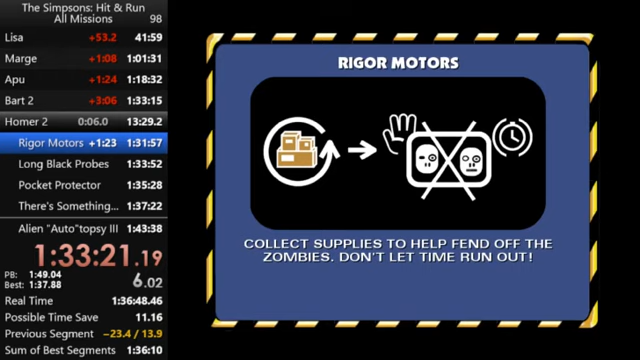 The Simpsons: Hit & Run
All Missions 98
Lisa +53.2 41:59
Marge +1:08 1:01:31
Apu +1:24 1:18:32
Bart 2 +3:06 1:33:15
Homer 2 0:06.0 13:29.2
Rigor Motors +1:23 1:31:57
Long Black Probes 1:33:52
Pocket Protector 1:35:28
There's Something... 1:37:22
Alien "Auto"topsy III 1:43:38
1:33:21.19
PB: 1:49.04
Best: 1:37.88 6.02
Real Time 1:36:48.46
Possible Time Save 11.16
Previous Segment −23.4 / 13.9
Sum of Best Segments 1:36:10
RIGOR MOTORS
COLLECT SUPPLIES TO HELP FEND OFF THE
ZOMBIES. DON'T LET TIME RUN OUT!